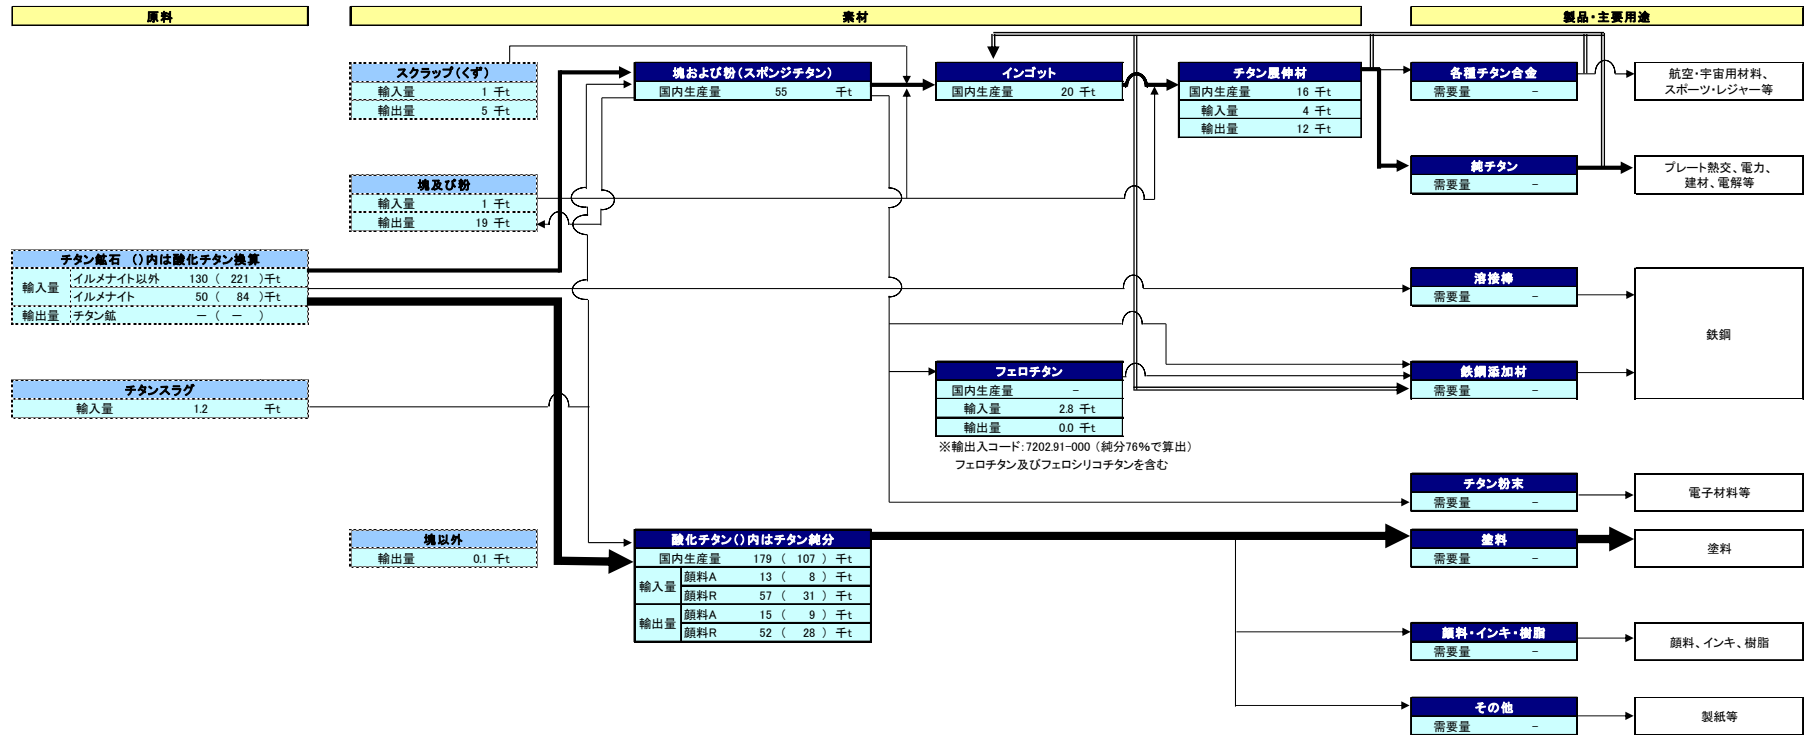 原料
素材
製品・主要用途
スクラップ(くず)
輸入量 1 千t
輸出量 5 千t
塊および粉(スポンジチタン)
国内生産量 55 千t
インゴット
国内生産量 20 千t
チタン展伸材
国内生産量 16 千t
輸入量 4 千t
輸出量 12 千t
各種チタン合金
需要量 -
航空・宇宙用材料、
スポーツ・レジャー等
塊及び粉
輸入量 1 千t
輸出量 19 千t
純チタン
需要量 -
プレート熱交、電力、
建材、電解等
チタン鉱石 ()内は酸化チタン換算
輸入量
イルメナイト以外 130 ( 221 )千t
イルメナイト 50 ( 84 )千t
輸出量 チタン鉱 - ( - )
溶接棒
需要量 -
鉄鋼
チタンスラグ
輸入量 1.2 千t
フェロチタン
国内生産量 -
輸入量 2.8 千t
輸出量 0.0 千t
※輸出入コード:7202.91-000 (純分76%で算出)
フェロチタン及びフェロシリコチタンを含む
鉄鋼添加材
需要量 -
チタン粉末
需要量 -
電子材料等
塊以外
輸出量 0.1 千t
酸化チタン()内はチタン純分
国内生産量 179 ( 107 ) 千t
輸入量
顔料A 13 ( 8 ) 千t
顔料R 57 ( 31 ) 千t
輸出量
顔料A 15 ( 9 ) 千t
顔料R 52 ( 28 ) 千t
塗料
需要量 -
塗料
顔料・インキ・樹脂
需要量 -
顔料、インキ、樹脂
その他
需要量 -
製紙等